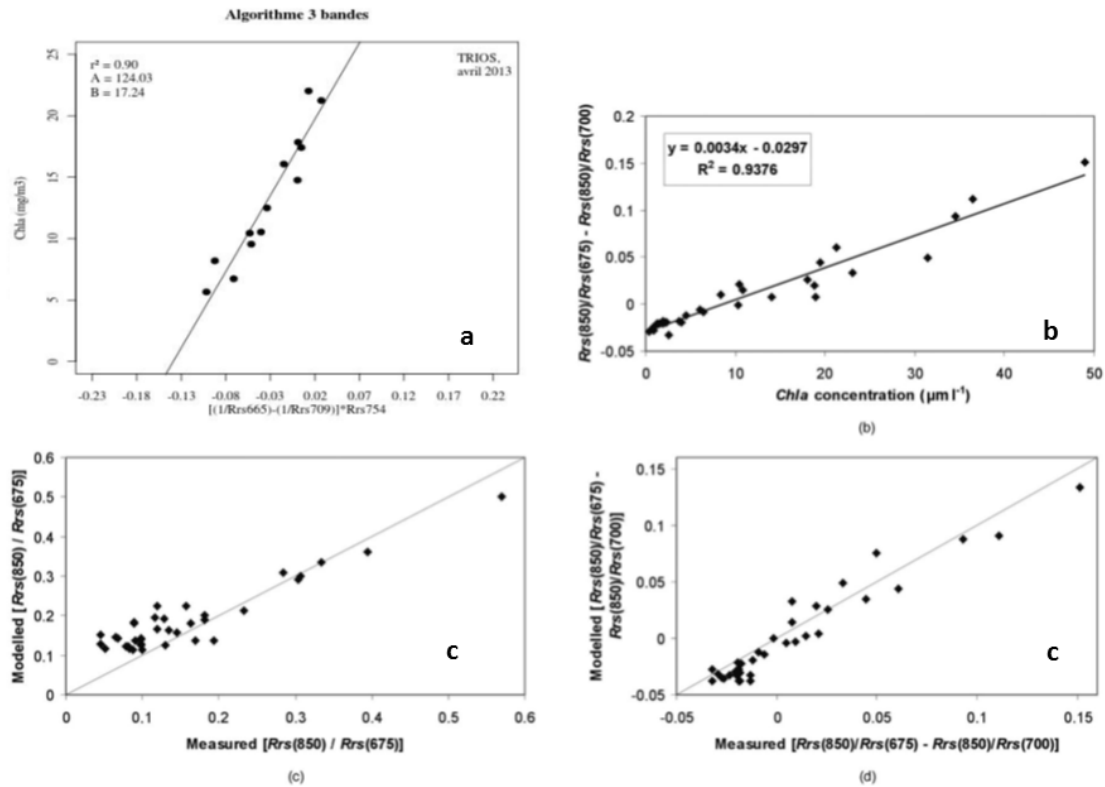 Algorithme 3 bandes
Chla (mg/m3)
25
20
15
10
5
0
r² = 0.90
A = 124.03
B = 17.24
TRIOS,
avril 2013
a
-0.23 -0.18 -0.13 -0.08 -0.03 0.02 0.07 0.12 0.17 0.22
[(1/Rrs665)-(1/Rrs709)]*Rrs754
Rrs(850)/Rrs(675) - Rrs(850)/Rrs(700)
0.2
0.15
0.1
0.05
0
-0.05
y = 0.0034x - 0.0297
R² = 0.9376
b
0 10 20 30 40 50
Chla concentration (µm l⁻¹)
(b)
Modelled [Rrs(850) / Rrs(675)]
0.6
0.5
0.4
0.3
0.2
0.1
0
c
0 0.1 0.2 0.3 0.4 0.5 0.6
Measured [Rrs(850) / Rrs(675)]
(c)
Modelled [Rrs(850)/Rrs(675) -
Rrs(850)/Rrs(700)]
0.15
0.1
0.05
0
-0.05
c
-0.05 0 0.05 0.1 0.15
Measured [Rrs(850)/Rrs(675) - Rrs(850)/Rrs(700)]
(d)